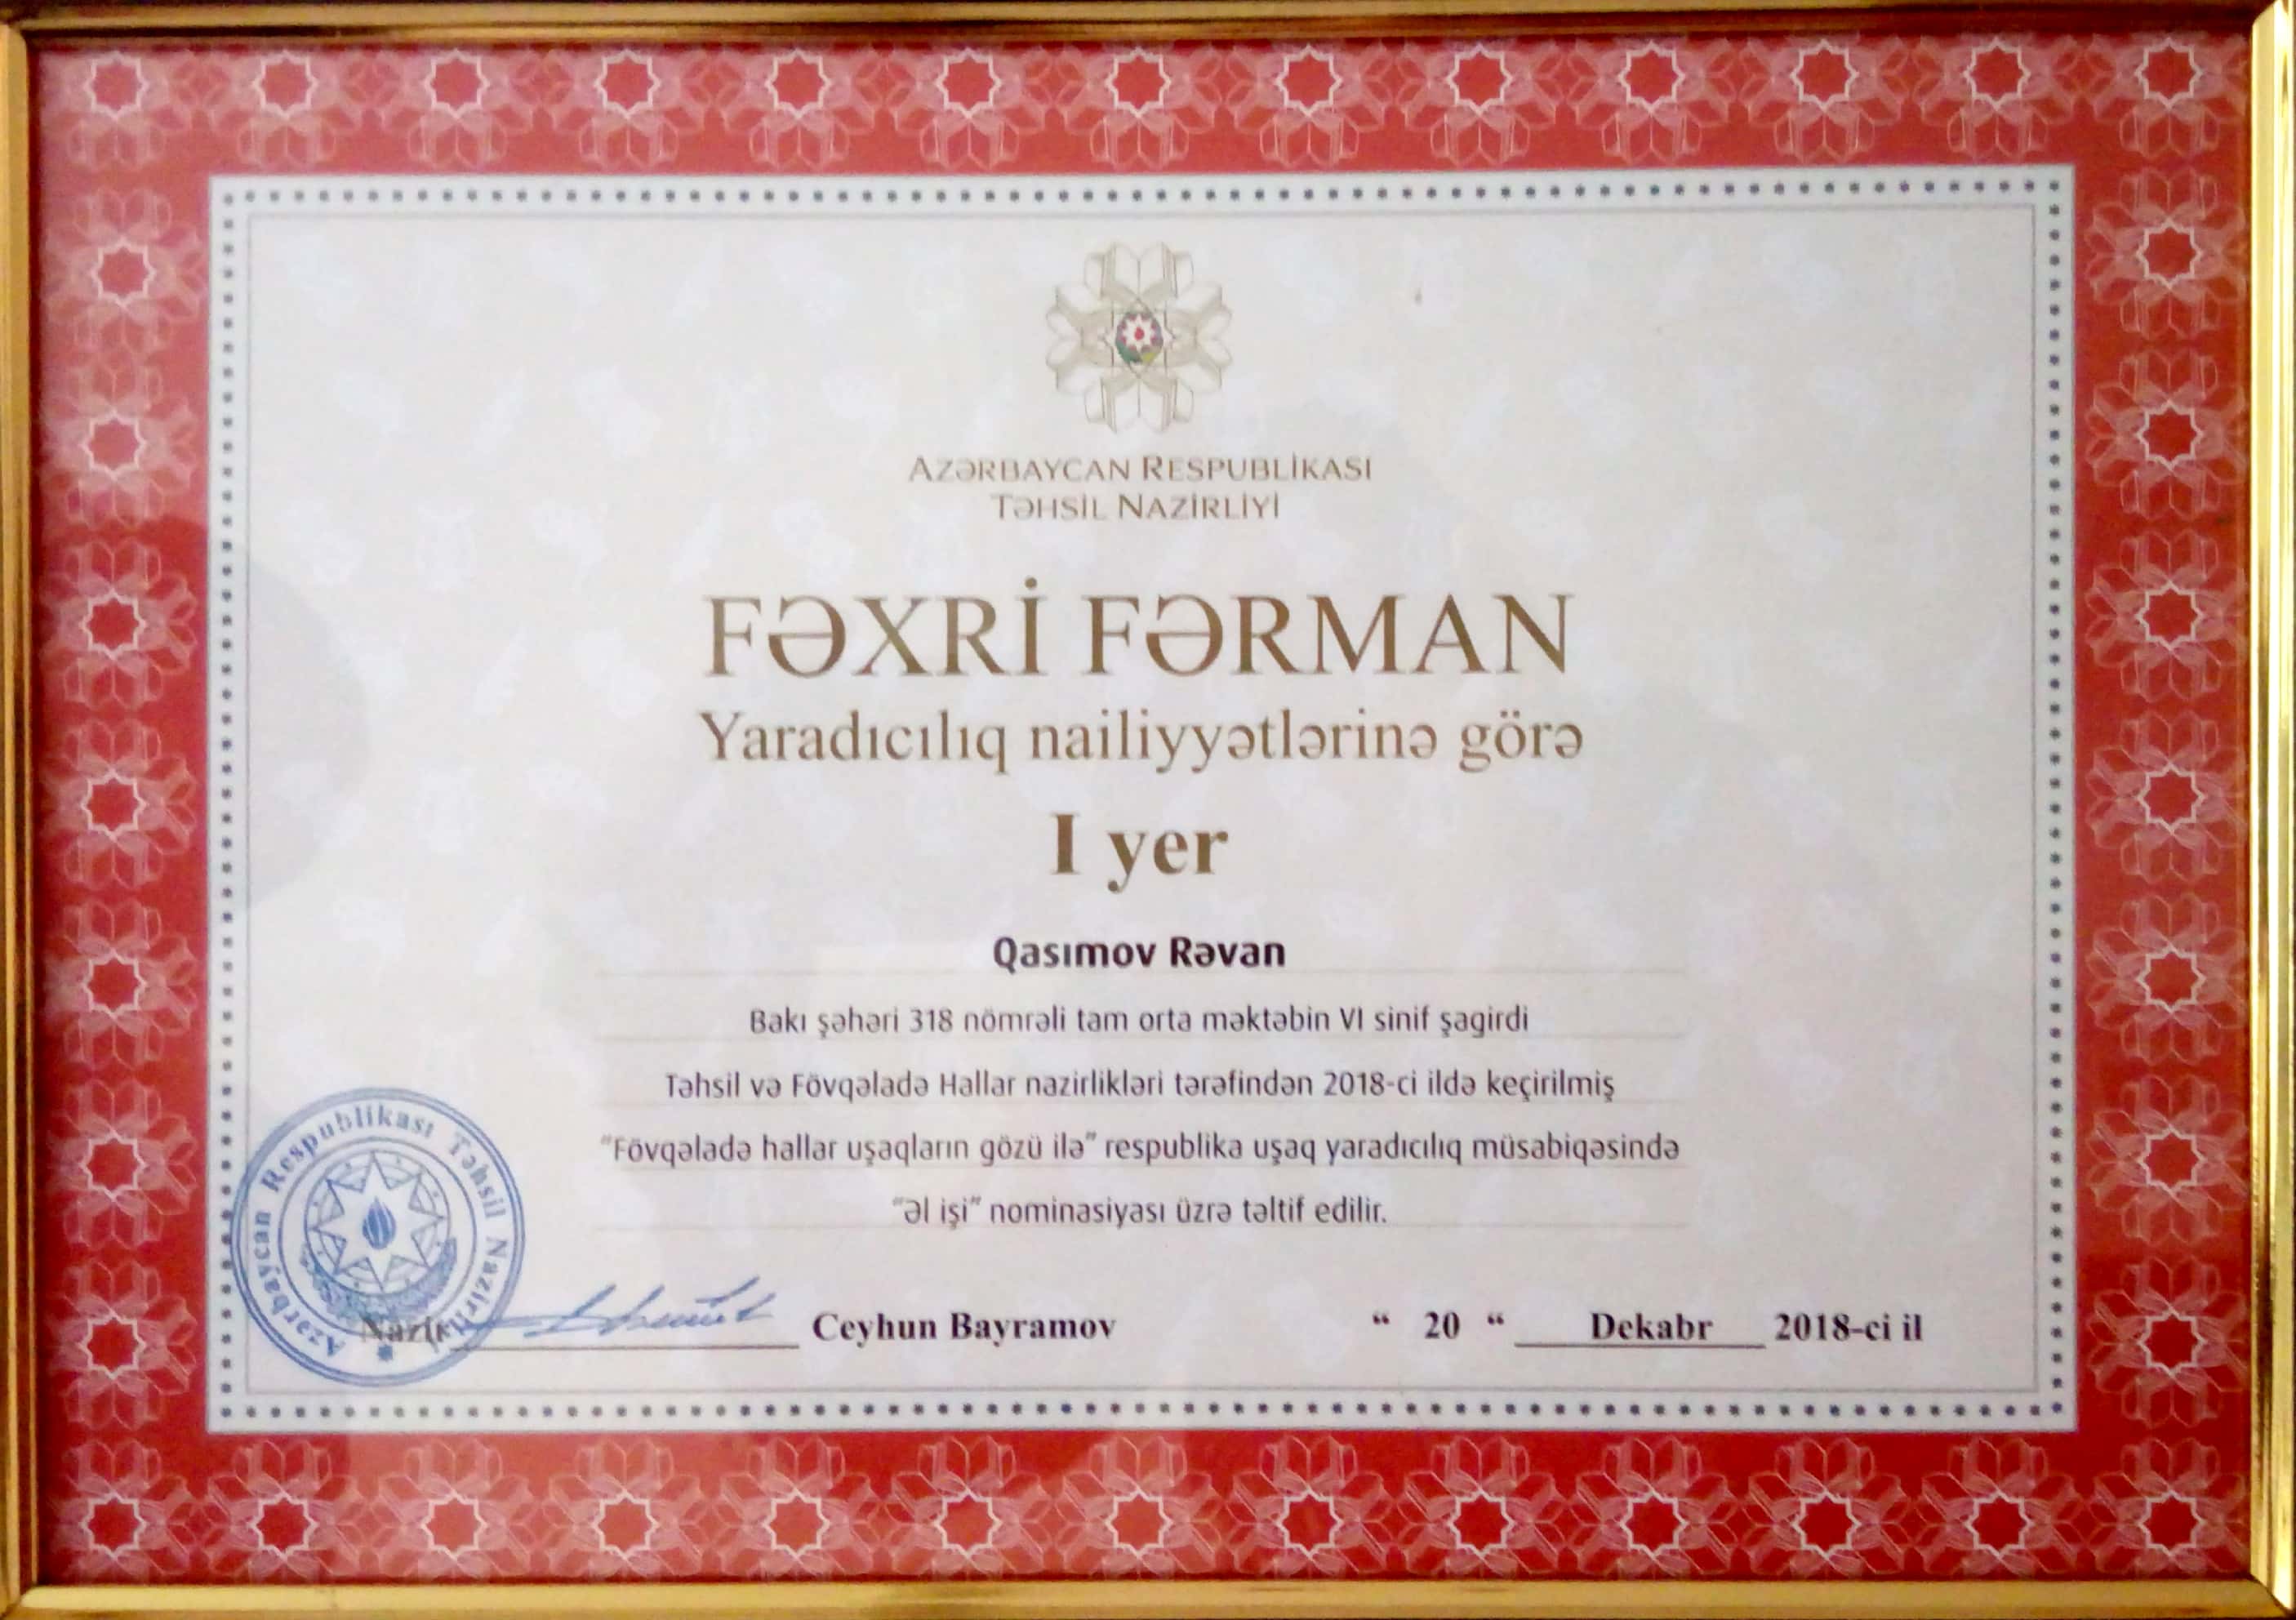 AZƏRBAYCAN RESPUBLİKASI
TƏHSİL NAZİRLİYİ
FƏXRİ FƏRMAN
Yaradıcılıq nailiyyətlərinə görə
I yer
Qasımov Rəvan
Bakı şəhəri 318 nömrəli tam orta məktəbin VI sinif şagirdi
Təhsil və Fövqəladə Hallar nazirlikləri tərəfindən 2018-ci ildə keçirilmiş
"Fövqəladə hallar uşaqların gözü ilə" respublika uşaq yaradıcılıq müsabiqəsində
"Əl işi" nominasiyası üzrə təltif edilir.
Azərbaycan Respublikası Təhsil Nazirliyi
Nazir Ceyhun Bayramov “ 20 “ Dekabr 2018-ci il